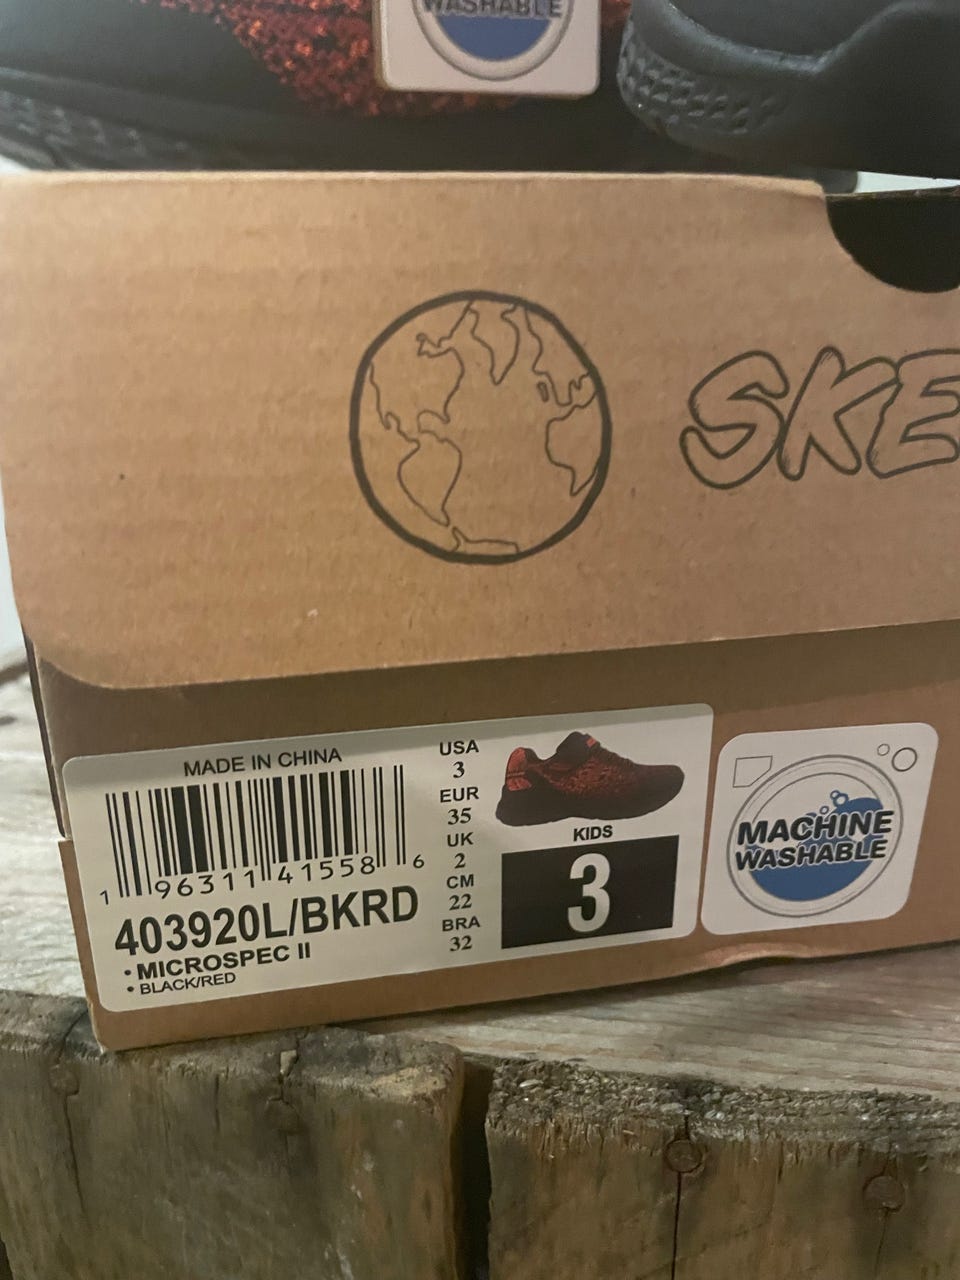 WASHABLE
SKE
MADE IN CHINA
1 96311 41558 6
403920L/BKRD
• MICROSPEC II
• BLACK/RED
USA
3
EUR
35
UK
2
CM
22
BRA
32
KIDS
3
MACHINE
WASHABLE